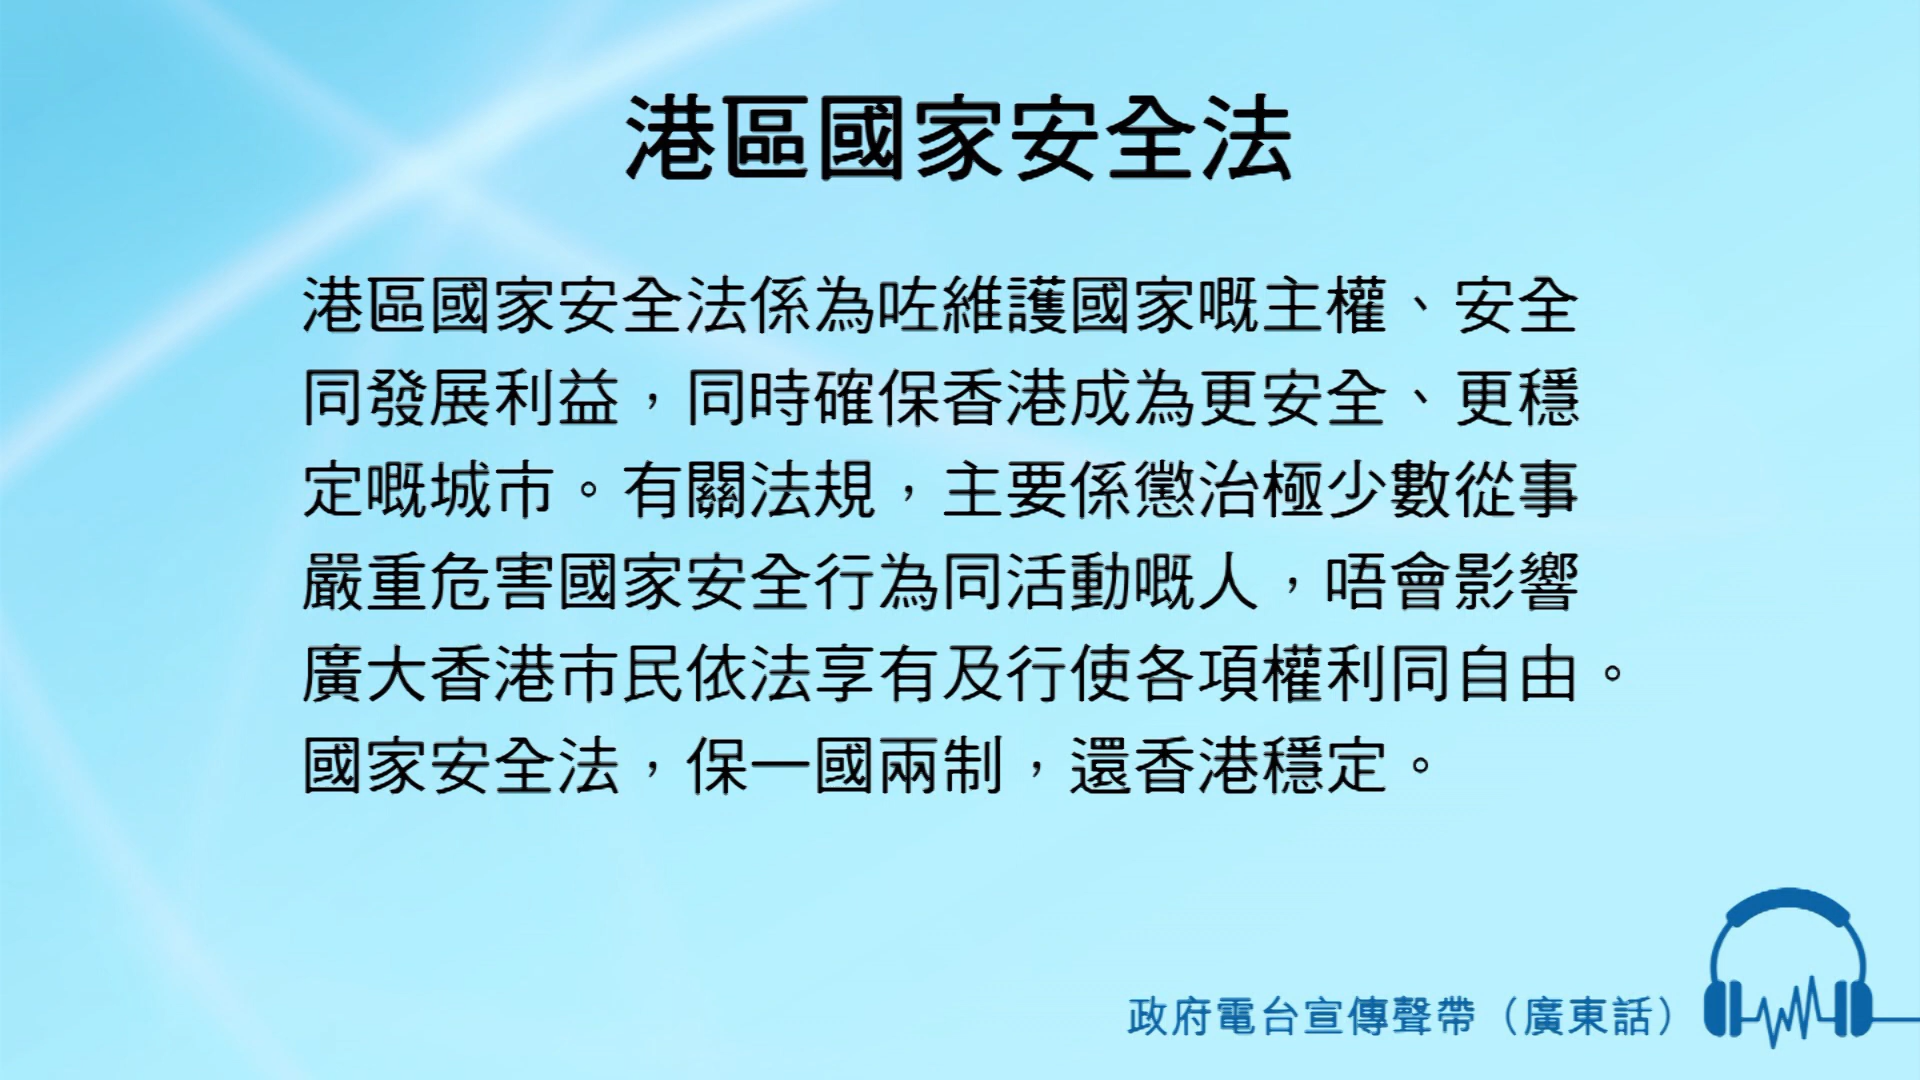 港區國家安全法
港區國家安全法係為咗維護國家嘅主權、安全
同發展利益，同時確保香港成為更安全、更穩
定嘅城市。有關法規，主要係懲治極少數從事
嚴重危害國家安全行為同活動嘅人，唔會影響
廣大香港市民依法享有及行使各項權利同自由。
國家安全法，保一國兩制，還香港穩定。
政府電台宣傳聲帶（廣東話）